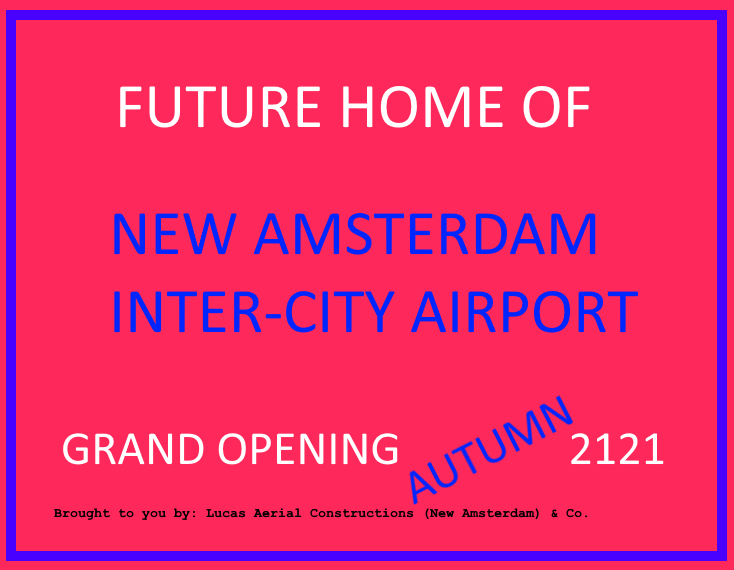 FUTURE HOME OF
NEW AMSTERDAM
INTER-CITY AIRPORT
GRAND OPENING AUTUMN 2121
Brought to you by: Lucas Aerial Constructions (New Amsterdam) & Co.